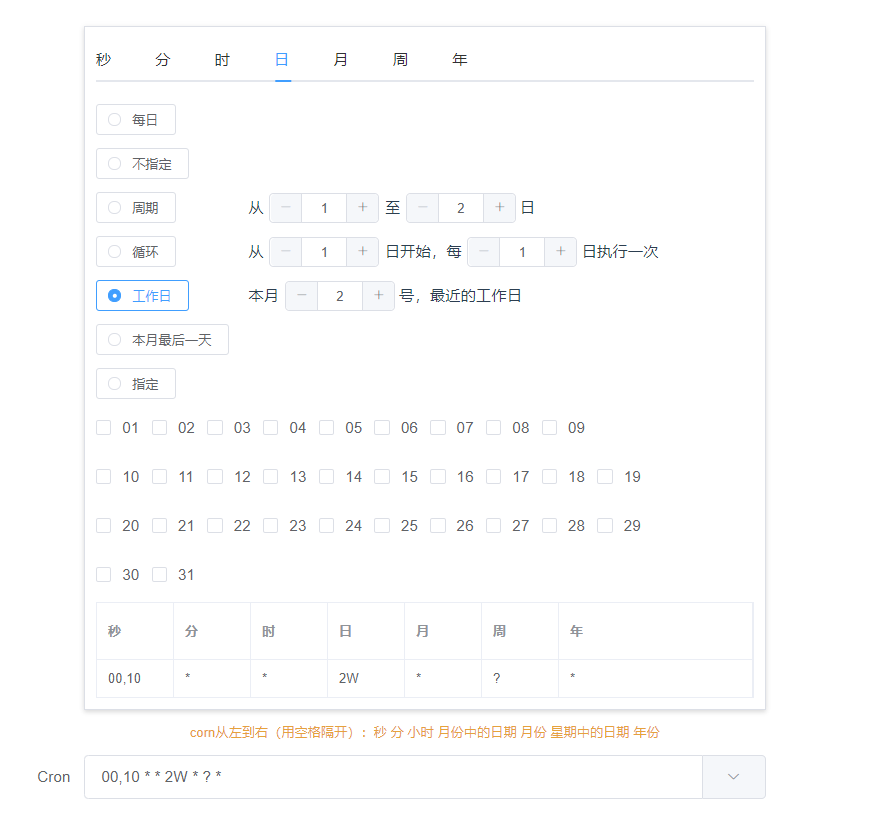 秒 分 时 日 月 周 年
每日
不指定
周期 从 − 1 + 至 − 2 + 日
循环 从 − 1 + 日开始，每 − 1 + 日执行一次
工作日 本月 − 2 + 号，最近的工作日
本月最后一天
指定
01 02 03 04 05 06 07 08 09
10 11 12 13 14 15 16 17 18 19
20 21 22 23 24 25 26 27 28 29
30 31
秒 分 时 日 月 周 年
00,10 * * 2W * ? *
corn从左到右（用空格隔开）：秒 分 小时 月份中的日期 月份 星期中的日期 年份
Cron 00,10 * * 2W * ? *